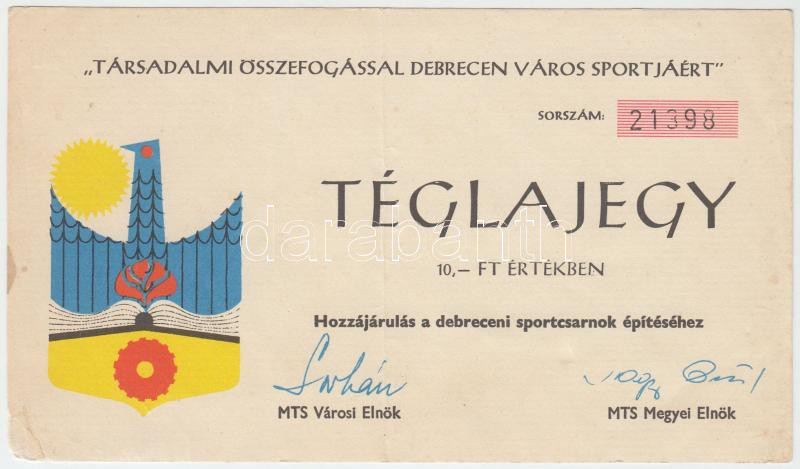 „TÁRSADALMI ÖSSZEFOGÁSSAL DEBRECEN VÁROS SPORTJÁÉRT”
SORSZÁM: 21398
TÉGLAJEGY
darabanth
10,— FT ÉRTÉKBEN
Hozzájárulás a debreceni sportcsarnok építéséhez
MTS Városi Elnök
MTS Megyei Elnök